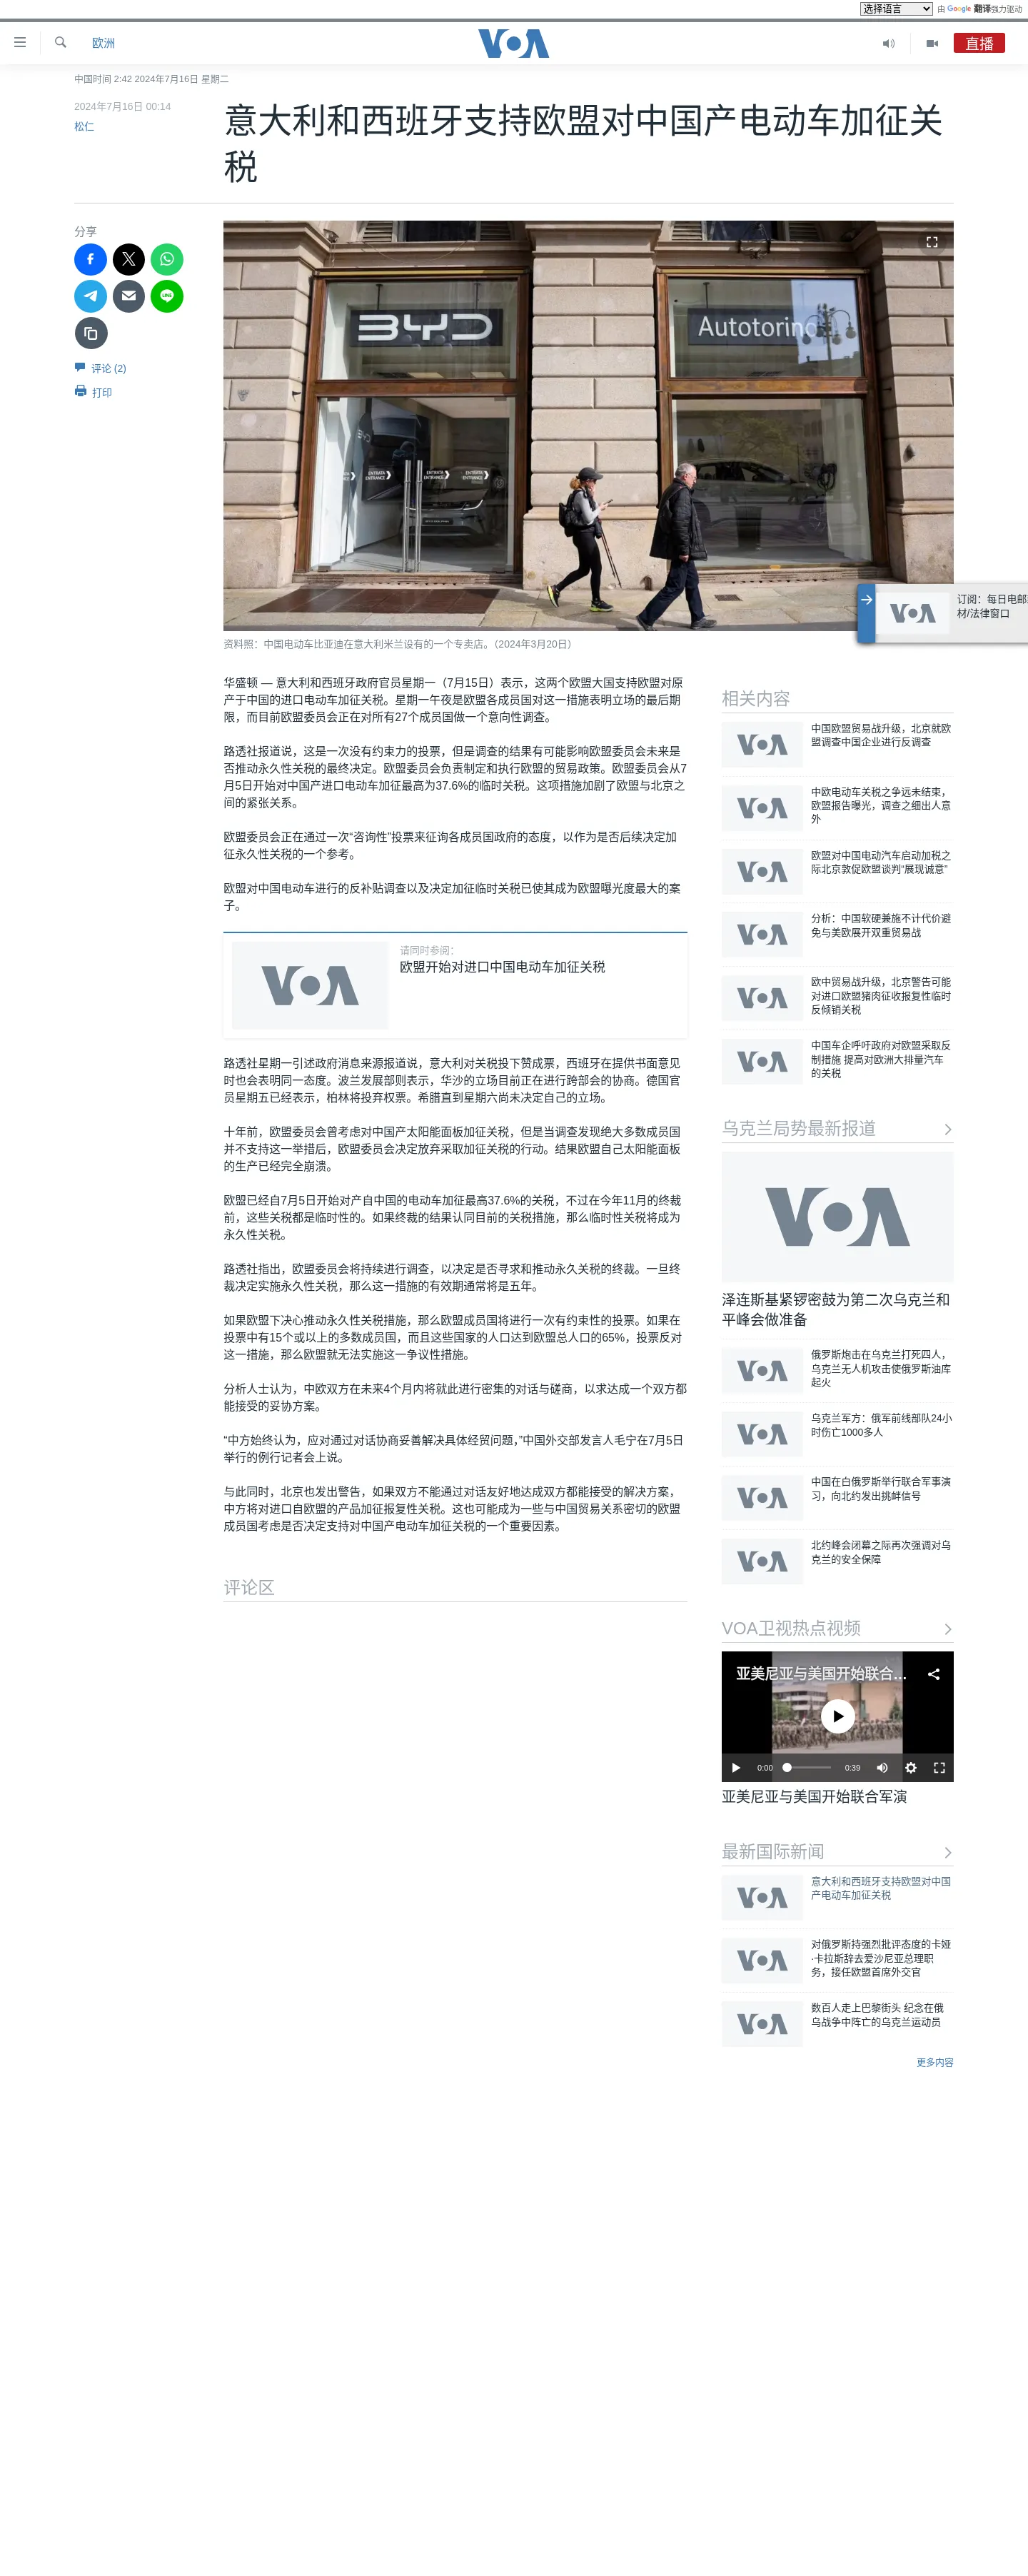 选择语言
由 Google 翻译强力驱动
欧洲
VOA
直播
中国时间 2:42 2024年7月16日 星期二
2024年7月16日 00:14
松仁
意大利和西班牙支持欧盟对中国产电动车加征关
税
分享
评论 (2)
打印
BYD
Autotorino
ENTRATA
ENTRANCE
ENTRATA
ENTRANCE
ENTRATA
ENTRANCE
ENTRATA
ENTRANCE
订阅：每日电邮
材/法律窗口
VOA
资料照：中国电动车比亚迪在意大利米兰设有的一个专卖店。（2024年3月20日）
华盛顿 — 意大利和西班牙政府官员星期一（7月15日）表示，这两个欧盟大国支持欧盟对原
产于中国的进口电动车加征关税。星期一午夜是欧盟各成员国对这一措施表明立场的最后期
限，而目前欧盟委员会正在对所有27个成员国做一个意向性调查。
路透社报道说，这是一次没有约束力的投票，但是调查的结果有可能影响欧盟委员会未来是
否推动永久性关税的最终决定。欧盟委员会负责制定和执行欧盟的贸易政策。欧盟委员会从7
月5日开始对中国产进口电动车加征最高为37.6%的临时关税。这项措施加剧了欧盟与北京之
间的紧张关系。
欧盟委员会正在通过一次“咨询性”投票来征询各成员国政府的态度，以作为是否后续决定加
征永久性关税的一个参考。
欧盟对中国电动车进行的反补贴调查以及决定加征临时关税已使其成为欧盟曝光度最大的案
子。
VOA
请同时参阅：
欧盟开始对进口中国电动车加征关税
路透社星期一引述政府消息来源报道说，意大利对关税投下赞成票，西班牙在提供书面意见
时也会表明同一态度。波兰发展部则表示，华沙的立场目前正在进行跨部会的协商。德国官
员星期五已经表示，柏林将投弃权票。希腊直到星期六尚未决定自己的立场。
十年前，欧盟委员会曾考虑对中国产太阳能面板加征关税，但是当调查发现绝大多数成员国
并不支持这一举措后，欧盟委员会决定放弃采取加征关税的行动。结果欧盟自己太阳能面板
的生产已经完全崩溃。
欧盟已经自7月5日开始对产自中国的电动车加征最高37.6%的关税，不过在今年11月的终裁
前，这些关税都是临时性的。如果终裁的结果认同目前的关税措施，那么临时性关税将成为
永久性关税。
路透社指出，欧盟委员会将持续进行调查，以决定是否寻求和推动永久关税的终裁。一旦终
裁决定实施永久性关税，那么这一措施的有效期通常将是五年。
如果欧盟下决心推动永久性关税措施，那么欧盟成员国将进行一次有约束性的投票。如果在
投票中有15个或以上的多数成员国，而且这些国家的人口达到欧盟总人口的65%，投票反对
这一措施，那么欧盟就无法实施这一争议性措施。
分析人士认为，中欧双方在未来4个月内将就此进行密集的对话与磋商，以求达成一个双方都
能接受的妥协方案。
“中方始终认为，应对通过对话协商妥善解决具体经贸问题，”中国外交部发言人毛宁在7月5日
举行的例行记者会上说。
与此同时，北京也发出警告，如果双方不能通过对话友好地达成双方都能接受的解决方案，
中方将对进口自欧盟的产品加征报复性关税。这也可能成为一些与中国贸易关系密切的欧盟
成员国考虑是否决定支持对中国产电动车加征关税的一个重要因素。
评论区
相关内容
VOA
中国欧盟贸易战升级，北京就欧
盟调查中国企业进行反调查
VOA
中欧电动车关税之争远未结束，
欧盟报告曝光，调查之细出人意
外
VOA
欧盟对中国电动汽车启动加税之
际北京敦促欧盟谈判“展现诚意”
VOA
分析：中国软硬兼施不计代价避
免与美欧展开双重贸易战
VOA
欧中贸易战升级，北京警告可能
对进口欧盟猪肉征收报复性临时
反倾销关税
VOA
中国车企呼吁政府对欧盟采取反
制措施 提高对欧洲大排量汽车
的关税
乌克兰局势最新报道
VOA
泽连斯基紧锣密鼓为第二次乌克兰和
平峰会做准备
VOA
俄罗斯炮击在乌克兰打死四人，
乌克兰无人机攻击使俄罗斯油库
起火
VOA
乌克兰军方：俄军前线部队24小
时伤亡1000多人
VOA
中国在白俄罗斯举行联合军事演
习，向北约发出挑衅信号
VOA
北约峰会闭幕之际再次强调对乌
克兰的安全保障
VOA卫视热点视频
亚美尼亚与美国开始联合…
0:00
0:39
亚美尼亚与美国开始联合军演
最新国际新闻
VOA
意大利和西班牙支持欧盟对中国
产电动车加征关税
VOA
对俄罗斯持强烈批评态度的卡娅
·卡拉斯辞去爱沙尼亚总理职
务，接任欧盟首席外交官
VOA
数百人走上巴黎街头 纪念在俄
乌战争中阵亡的乌克兰运动员
更多内容